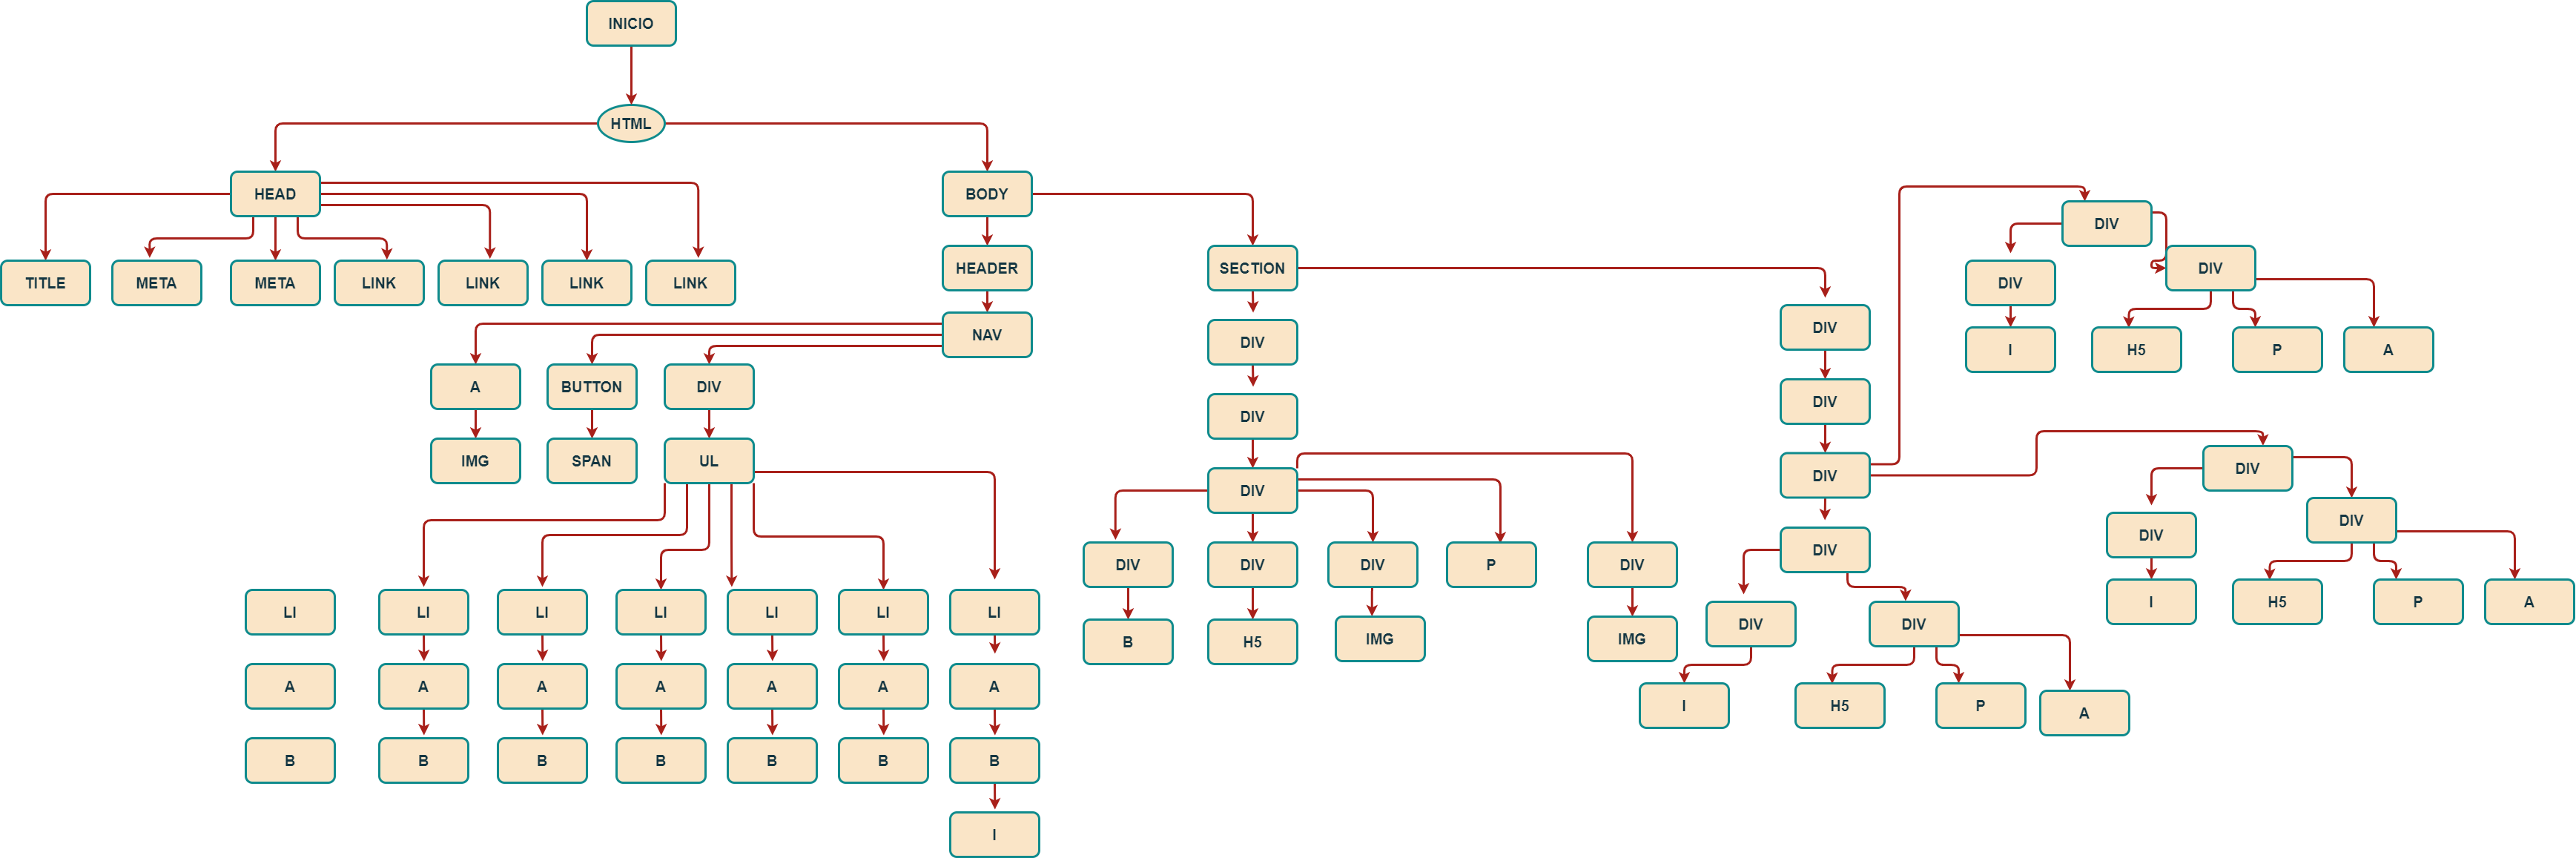 INICIO
HTML
HEAD
BODY
TITLE
META
META
LINK
LINK
LINK
LINK
HEADER
NAV
A
BUTTON
DIV
IMG
SPAN
UL
LI
LI
LI
LI
LI
LI
LI
A
A
A
A
A
A
A
B
B
B
B
B
B
B
I
SECTION
DIV
DIV
DIV
DIV
DIV
DIV
P
DIV
B
H5
IMG
IMG
DIV
DIV
DIV
DIV
DIV
DIV
I
H5
P
A
DIV
DIV
DIV
I
H5
P
A
DIV
DIV
DIV
I
H5
P
A